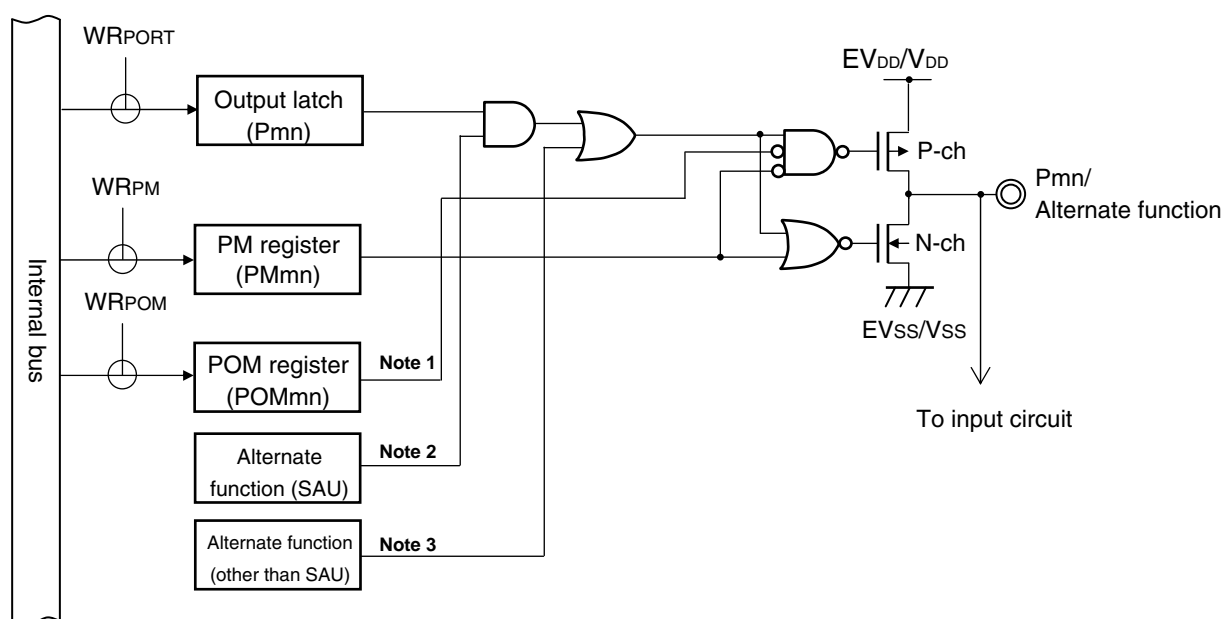 WRPORT
EVDD/VDD
Output latch
(Pmn)
P-ch
Pmn/
Alternate function
WRPM
PM register
(PMmn)
N-ch
Internal bus
WRPOM
EVSS/VSS
POM register
(POMmn)
Note 1
To input circuit
Alternate
function (SAU)
Note 2
Alternate function
(other than SAU)
Note 3